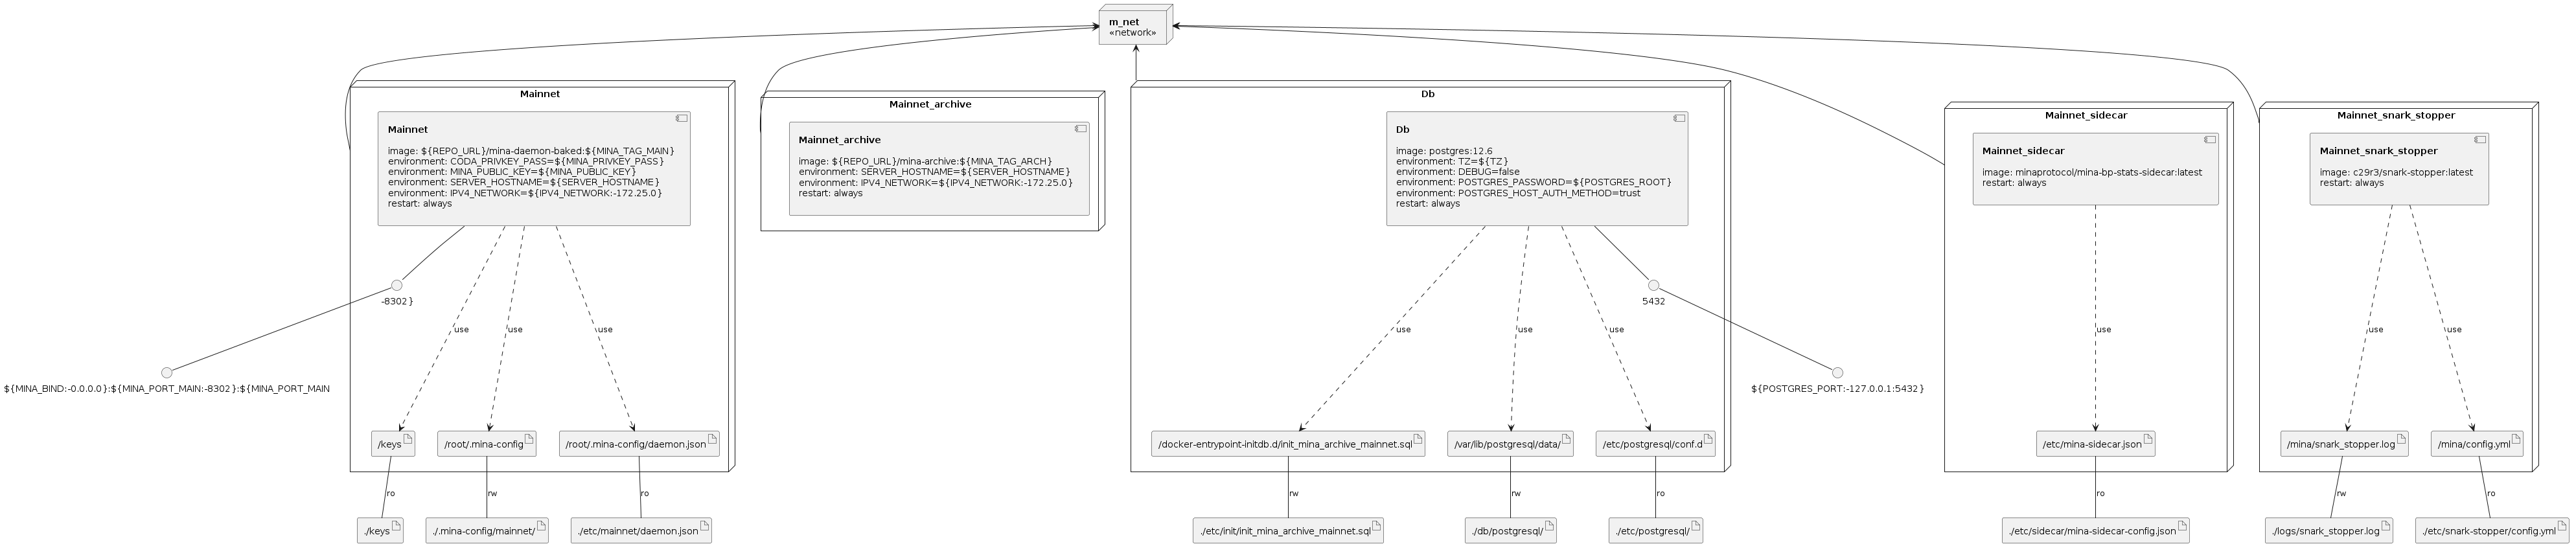 m_net
«network»
Mainnet
Mainnet
image: ${REPO_URL}/mina-daemon-baked:${MINA_TAG_MAIN}
environment: CODA_PRIVKEY_PASS=${MINA_PRIVKEY_PASS}
environment: MINA_PUBLIC_KEY=${MINA_PUBLIC_KEY}
environment: SERVER_HOSTNAME=${SERVER_HOSTNAME}
environment: IPV4_NETWORK=${IPV4_NETWORK:-172.25.0}
restart: always
-8302}
use
use
use
${MINA_BIND:-0.0.0.0}:${MINA_PORT_MAIN:-8302}:${MINA_PORT_MAIN
/keys
/root/.mina-config
/root/.mina-config/daemon.json
ro
rw
ro
./keys
./.mina-config/mainnet/
./etc/mainnet/daemon.json
Mainnet_archive
Mainnet_archive
image: ${REPO_URL}/mina-archive:${MINA_TAG_ARCH}
environment: SERVER_HOSTNAME=${SERVER_HOSTNAME}
environment: IPV4_NETWORK=${IPV4_NETWORK:-172.25.0}
restart: always
Db
Db
image: postgres:12.6
environment: TZ=${TZ}
environment: DEBUG=false
environment: POSTGRES_PASSWORD=${POSTGRES_ROOT}
environment: POSTGRES_HOST_AUTH_METHOD=trust
restart: always
5432
use
use
use
${POSTGRES_PORT:-127.0.0.1:5432}
/docker-entrypoint-initdb.d/init_mina_archive_mainnet.sql
/var/lib/postgresql/data/
/etc/postgresql/conf.d
rw
rw
ro
./etc/init/init_mina_archive_mainnet.sql
./db/postgresql/
./etc/postgresql/
Mainnet_sidecar
Mainnet_sidecar
image: minaprotocol/mina-bp-stats-sidecar:latest
restart: always
use
/etc/mina-sidecar.json
ro
./etc/sidecar/mina-sidecar-config.json
Mainnet_snark_stopper
Mainnet_snark_stopper
image: c29r3/snark-stopper:latest
restart: always
use
use
/mina/snark_stopper.log
/mina/config.yml
rw
ro
./logs/snark_stopper.log
./etc/snark-stopper/config.yml